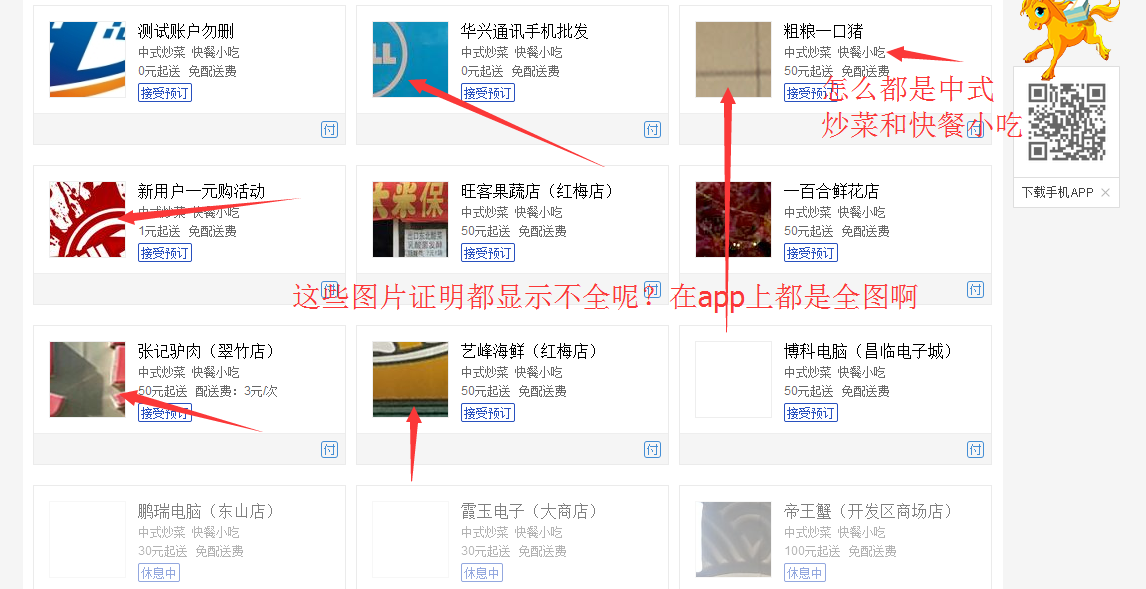 测试账户勿删
中式炒菜 快餐小吃
0元起送 免配送费
接受预订
付
华兴通讯手机批发
中式炒菜 快餐小吃
0元起送 免配送费
接受预订
付
粗粮一口猪
中式炒菜 快餐小吃
50元起送 免配送费
接受预订
付
怎么都是中式
炒菜和快餐小吃
下载手机APP ×
新用户一元购活动
中式炒菜 快餐小吃
1元起送 免配送费
接受预订
付
大米保
旺客果蔬店（红梅店）
中式炒菜 快餐小吃
50元起送 免配送费
接受预订
付
一百合鲜花店
中式炒菜 快餐小吃
50元起送 免配送费
接受预订
付
这些图片证明都显示不全呢？在app上都是全图啊
张记驴肉（翠竹店）
中式炒菜 快餐小吃
50元起送 配送费：3元/次
接受预订
付
艺峰海鲜（红梅店）
中式炒菜 快餐小吃
50元起送 免配送费
接受预订
付
博科电脑（昌临电子城）
中式炒菜 快餐小吃
50元起送 免配送费
接受预订
付
鹏瑞电脑（东山店）
中式炒菜 快餐小吃
30元起送 免配送费
休息中
霞玉电子（大商店）
中式炒菜 快餐小吃
30元起送 免配送费
休息中
帝王蟹（开发区商场店）
中式炒菜 快餐小吃
100元起送 免配送费
休息中